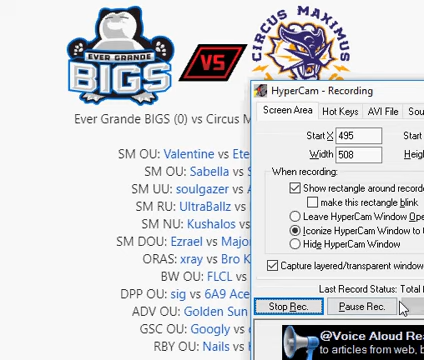 EVER GRANDE
BIGS
VS
CIRCUS MAXIMUS
Ever Grande BIGS (0) vs Circus M
SM OU: Valentine vs Ete
SM OU: Sabella vs S
SM UU: soulgazer vs A
SM RU: UltraBallz vs
SM NU: Kushalos vs
SM DOU: Ezrael vs Major
ORAS: xray vs Bro K
BW OU: FLCL vs
DPP OU: sig vs 6A9 Ace
ADV OU: Golden Sun
GSC OU: Googly vs
RBY OU: Nails vs
HyperCam - Recording
Screen Area Hot Keys AVI File Sou
Start X 495 Start
Width 508 Heig
When recording:
Show rectangle around recorde
make this rectangle blink
Leave HyperCam Window Ope
Iconize HyperCam Window to t
Hide HyperCam Window
Capture layered/transparent window
Last Record Status: Total
Stop Rec. Pause Rec.
@Voice Aloud Rea
to articles from web,